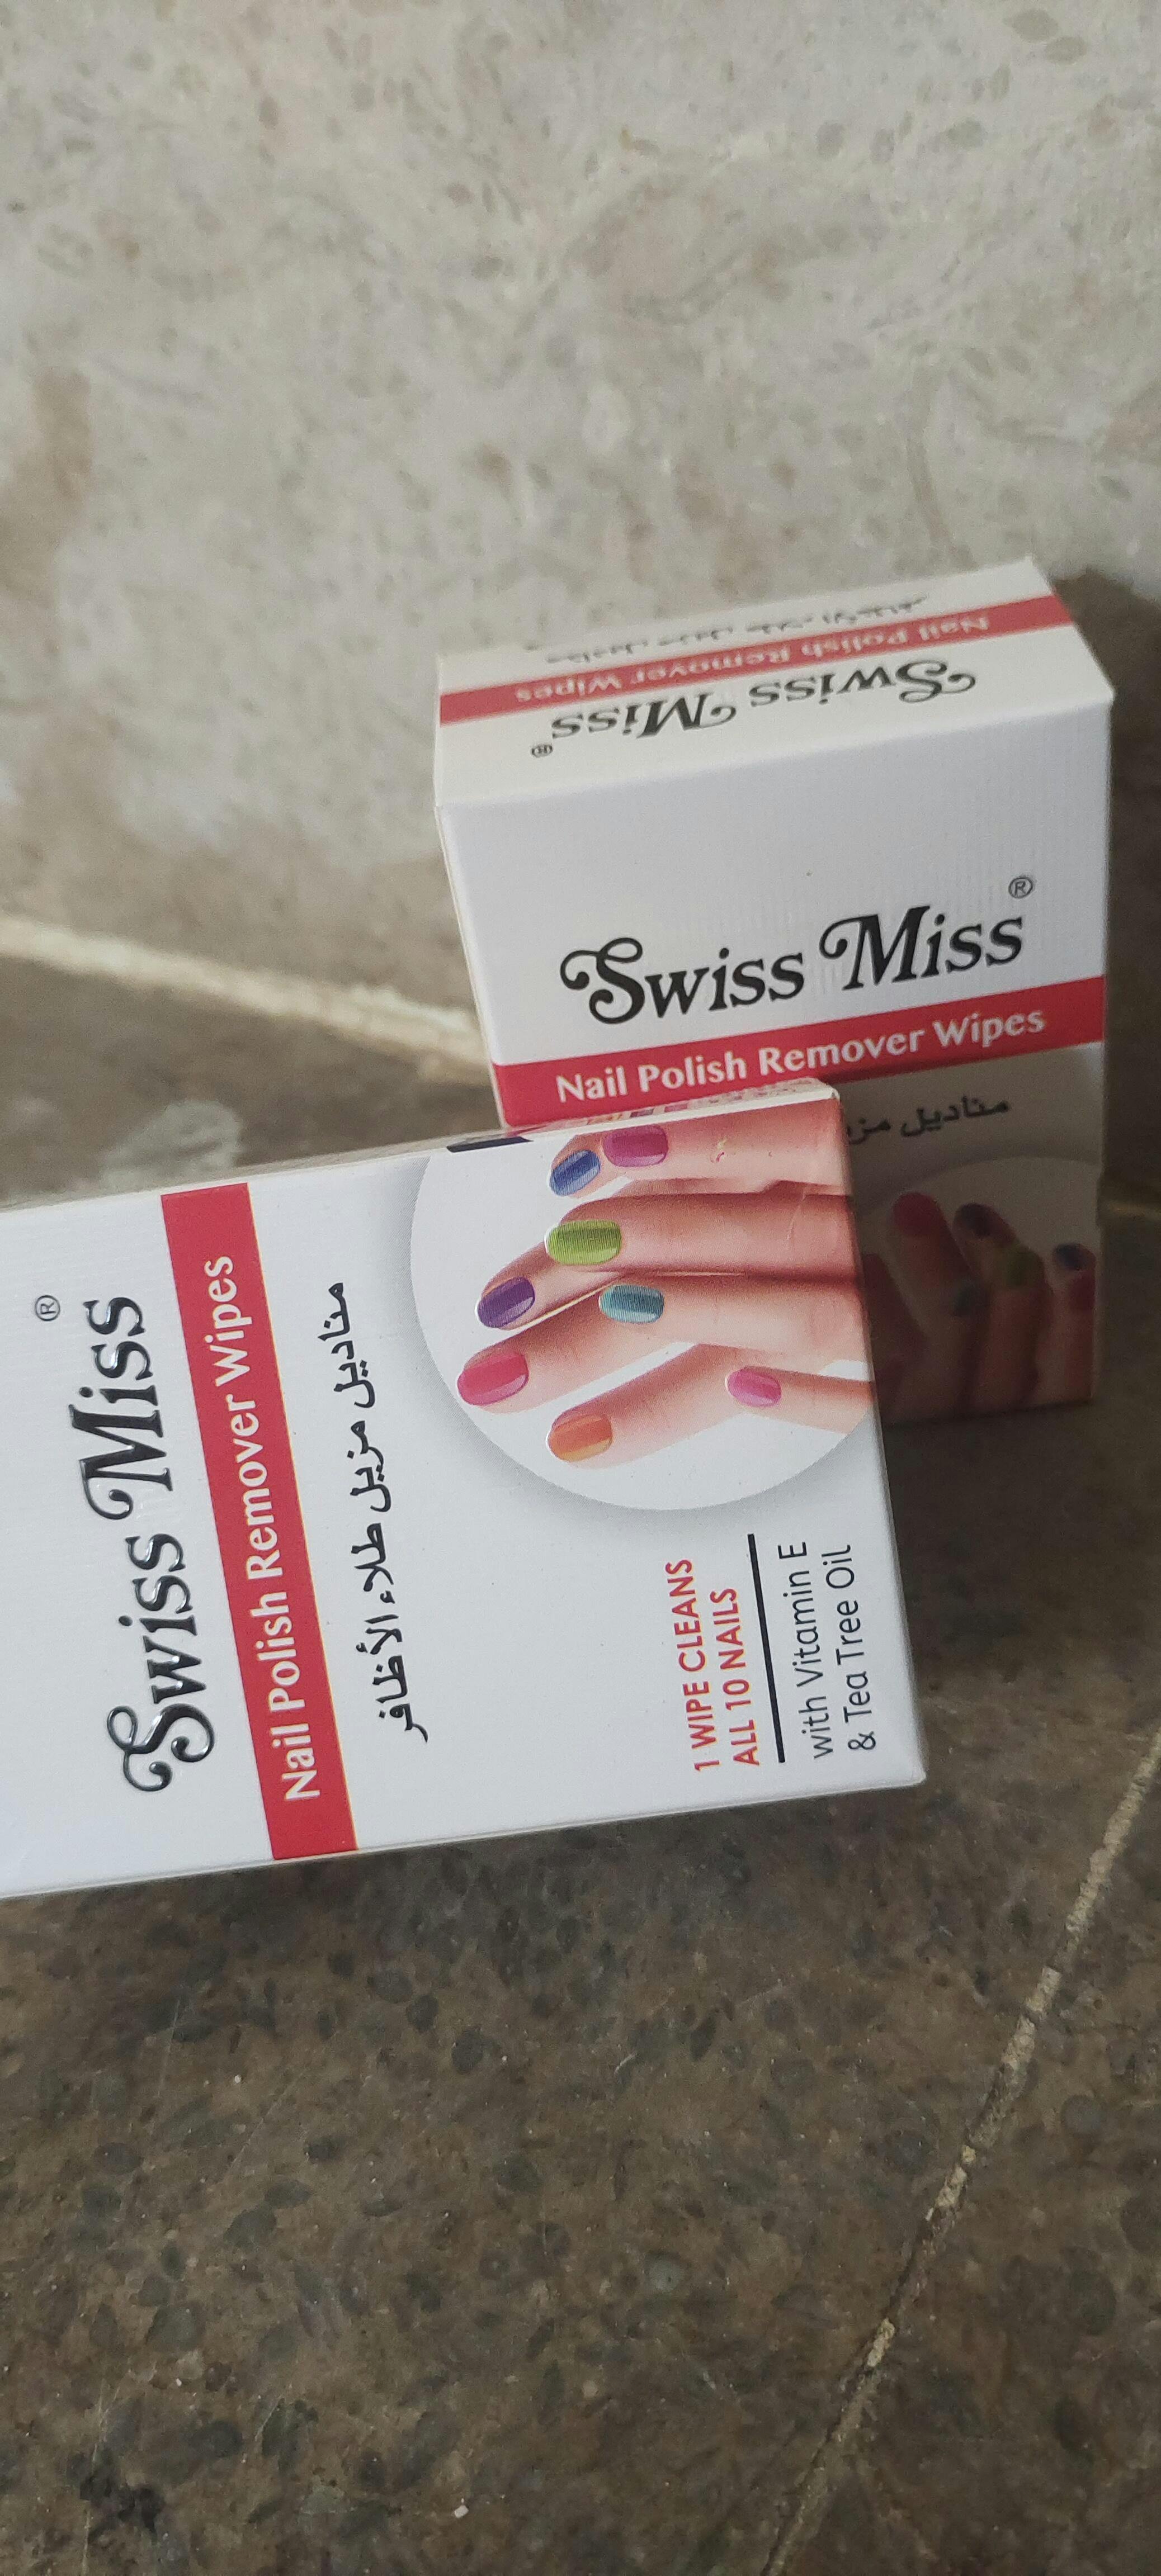 Swiss Miss®
Nail Polish Remover Wipes
Swiss Miss®
Nail Polish Remover Wipes
مناديل
Swiss Miss®
Nail Polish Remover Wipes
مناديل مزيل طلاء الأظافر
1 WIPE CLEANS
ALL 10 NAILS
with Vitamin E
& Tea Tree Oil